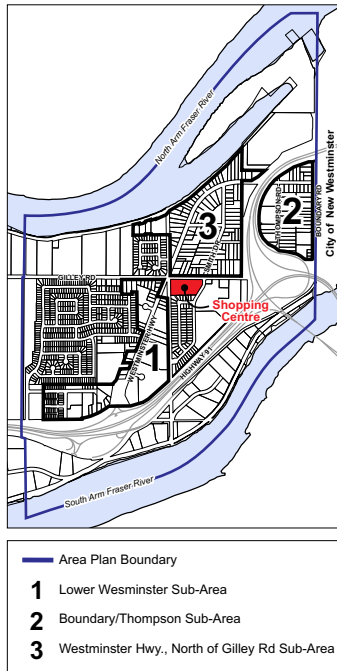 North Arm Fraser River
City of New Westminster
BOUNDARY RD
THOMPSON RD
2
3
GILLEY RD
Shopping
Centre
WESTMINSTER HWY
1
HIGHWAY 91
South Arm Fraser River
Area Plan Boundary
1 Lower Wesminster Sub-Area
2 Boundary/Thompson Sub-Area
3 Westminster Hwy., North of Gilley Rd Sub-Area